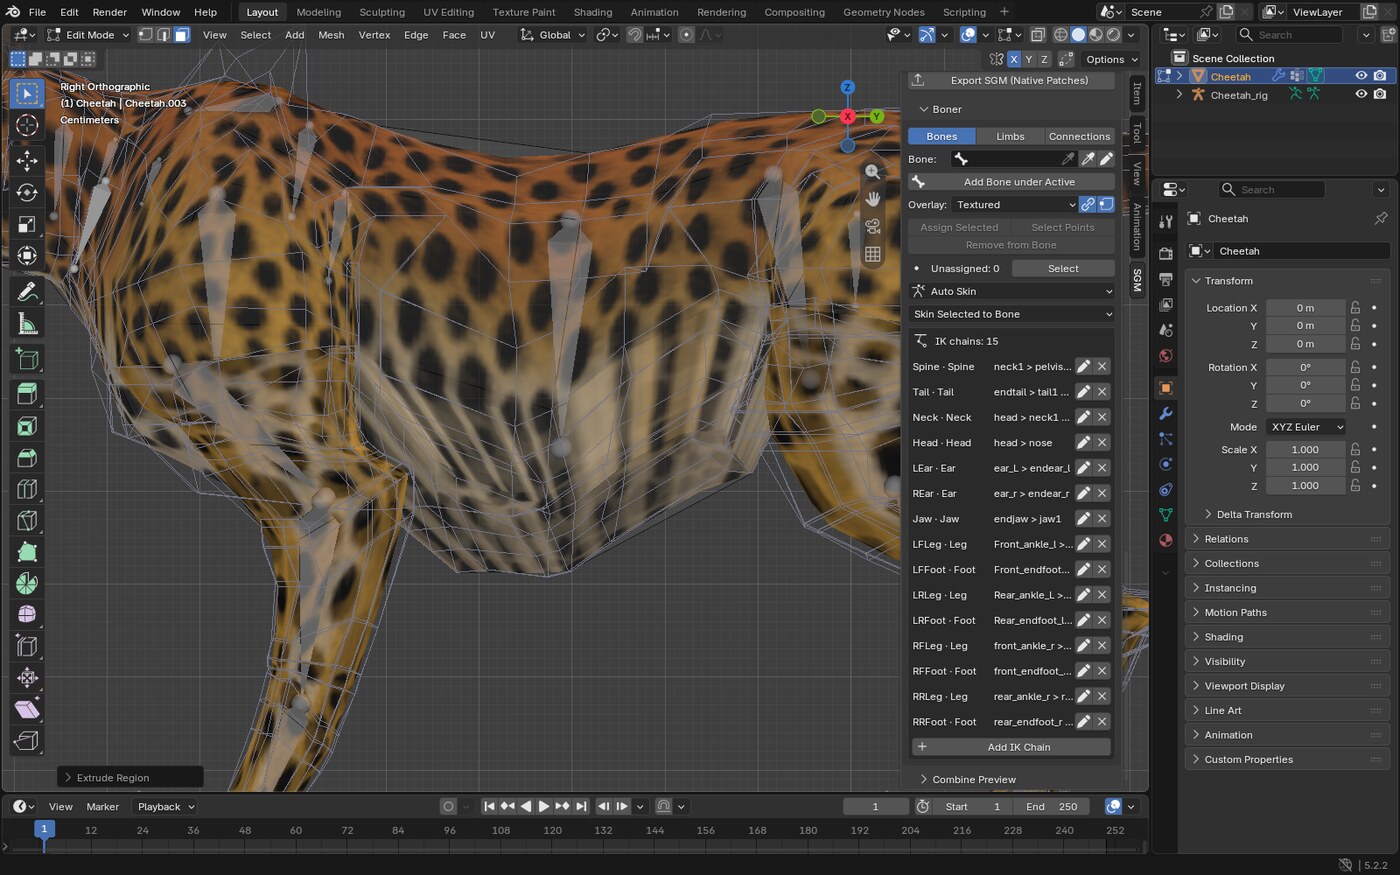 File Edit Render Window Help Layout Modeling Sculpting UV Editing Texture Paint Shading Animation Rendering Compositing Geometry Nodes Scripting + Scene ViewLayer
Edit Mode View Select Add Mesh Vertex Edge Face UV Global Search
X Y Z Options
Scene Collection
Cheetah
Cheetah_rig
Right Orthographic
(1) Cheetah | Cheetah.003
Centimeters
Z
X
Y
Extrude Region
Export SGM (Native Patches)
Boner
Bones Limbs Connections
Bone:
Add Bone under Active
Overlay: Textured
Assign Selected Select Points
Remove from Bone
Unassigned: 0 Select
Auto Skin
Skin Selected to Bone
IK chains: 15
Spine · Spine neck1 > pelvis...
Tail · Tail endtail > tail1 ...
Neck · Neck head > neck1 ...
Head · Head head > nose
LEar · Ear ear_L > endear_l
REar · Ear ear_r > endear_r
Jaw · Jaw endjaw > jaw1
LFLeg · Leg Front_ankle_l >...
LFFoot · Foot Front_endfoot...
LRLeg · Leg Rear_ankle_L >...
LRFoot · Foot Rear_endfoot_l...
RFLeg · Leg front_ankle_r >...
RFFoot · Foot front_endfoot_...
RRLeg · Leg rear_ankle_r > r...
RRFoot · Foot rear_endfoot_r ...
Add IK Chain
Combine Preview
Item
Tool
View
Animation
SGM
Search
Cheetah
Cheetah
Transform
Location X 0 m
Y 0 m
Z 0 m
Rotation X 0°
Y 0°
Z 0°
Mode XYZ Euler
Scale X 1.000
Y 1.000
Z 1.000
Delta Transform
Relations
Collections
Instancing
Motion Paths
Shading
Visibility
Viewport Display
Line Art
Animation
Custom Properties
View Marker Playback 1 Start 1 End 250
1 12 24 36 48 60 72 84 96 108 120 132 144 156 168 180 192 204 216 228 240 252
5.2.2